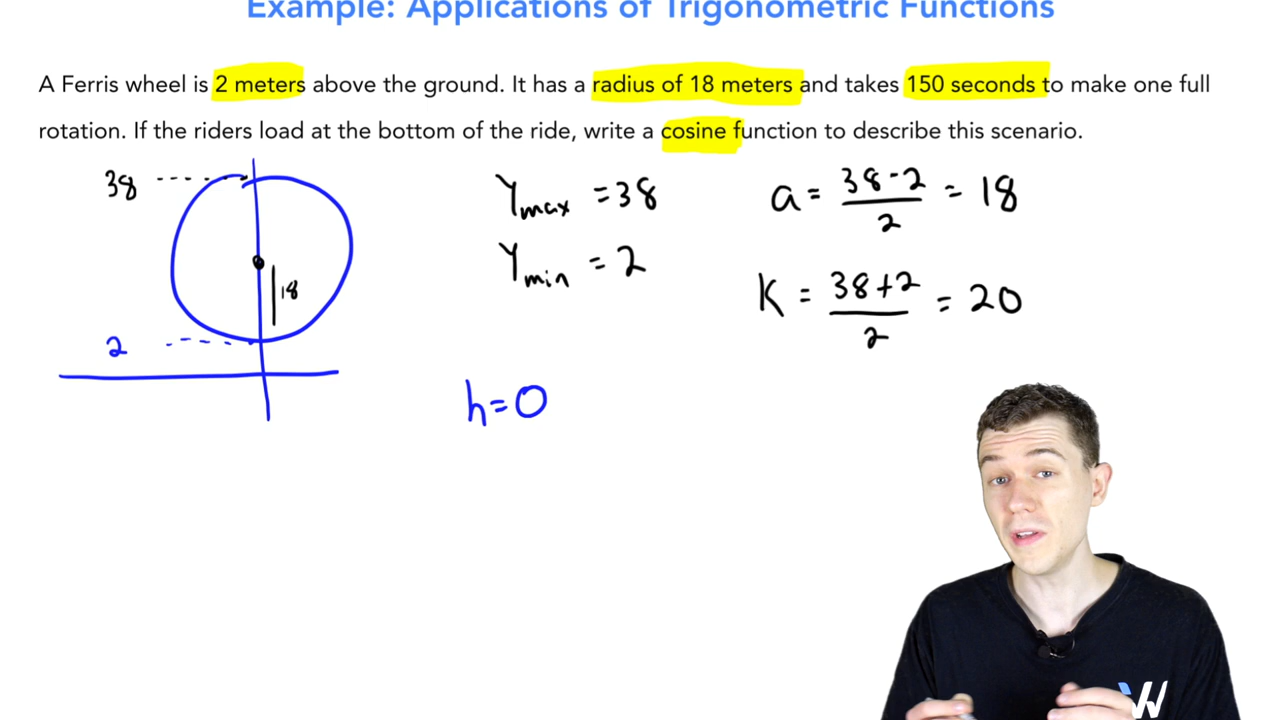 Example: Applications of Trigonometric Functions
A Ferris wheel is 2 meters above the ground. It has a radius of 18 meters and takes 150 seconds to make one full
rotation. If the riders load at the bottom of the ride, write a cosine function to describe this scenario.
38
18
2
Ymax = 38
Ymin = 2
h=0
a = 38-2 / 2 = 18
K = 38+2 / 2 = 20
W